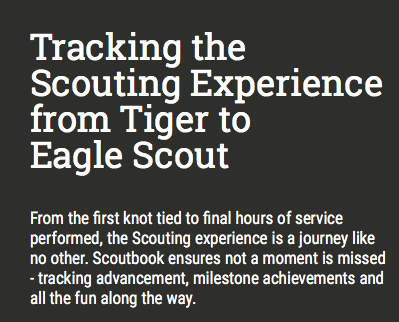 Tracking the
Scouting Experience
from Tiger to
Eagle Scout
From the first knot tied to final hours of service
performed, the Scouting experience is a journey like
no other. Scoutbook ensures not a moment is missed
- tracking advancement, milestone achievements and
all the fun along the way.